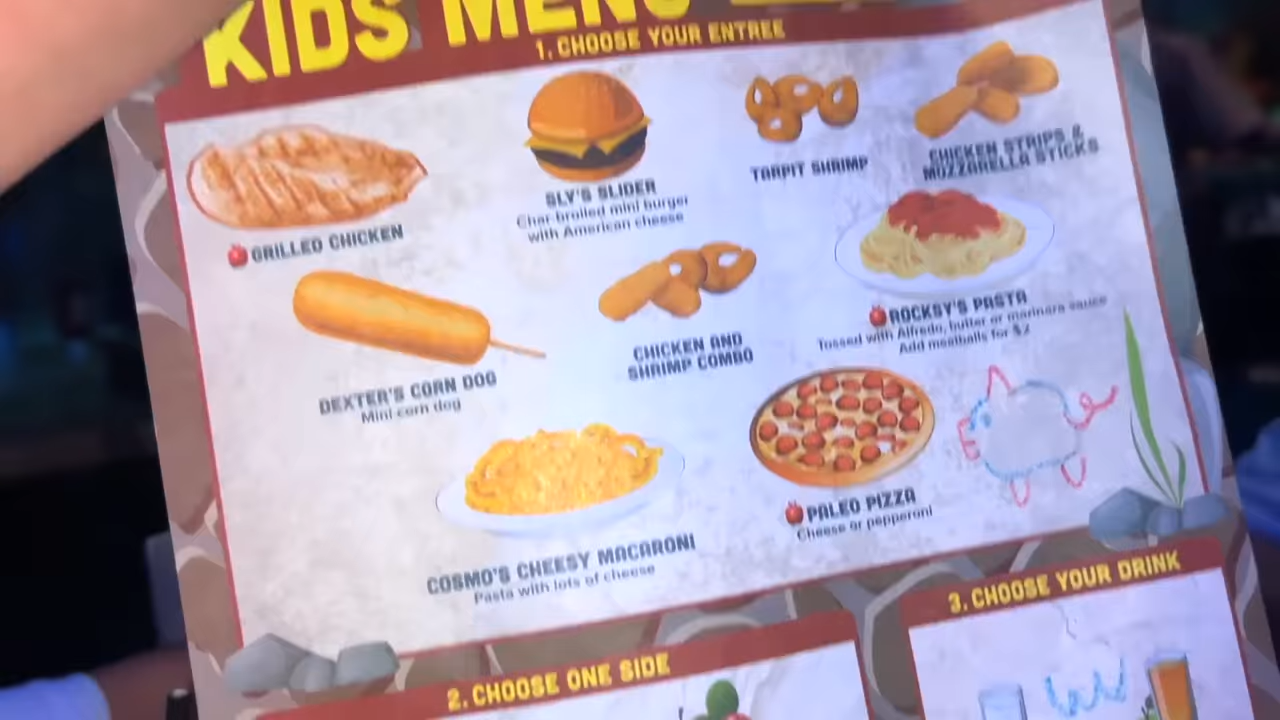 KIDS MENU
1. CHOOSE YOUR ENTREE
GRILLED CHICKEN
SLY'S SLIDER
Char-broiled mini burger
with American cheese
TARPIT SHRIMP
CHICKEN STRIPS &
MOZZARELLA STICKS
DEXTER'S CORN DOG
Mini corn dog
CHICKEN AND
SHRIMP COMBO
ROCKSY'S PASTA
Tossed with Alfredo, butter or marinara sauce
Add meatballs for $2
COSMO'S CHEESY MACARONI
Pasta with lots of cheese
PALEO PIZZA
Cheese or pepperoni
2. CHOOSE ONE SIDE
3. CHOOSE YOUR DRINK